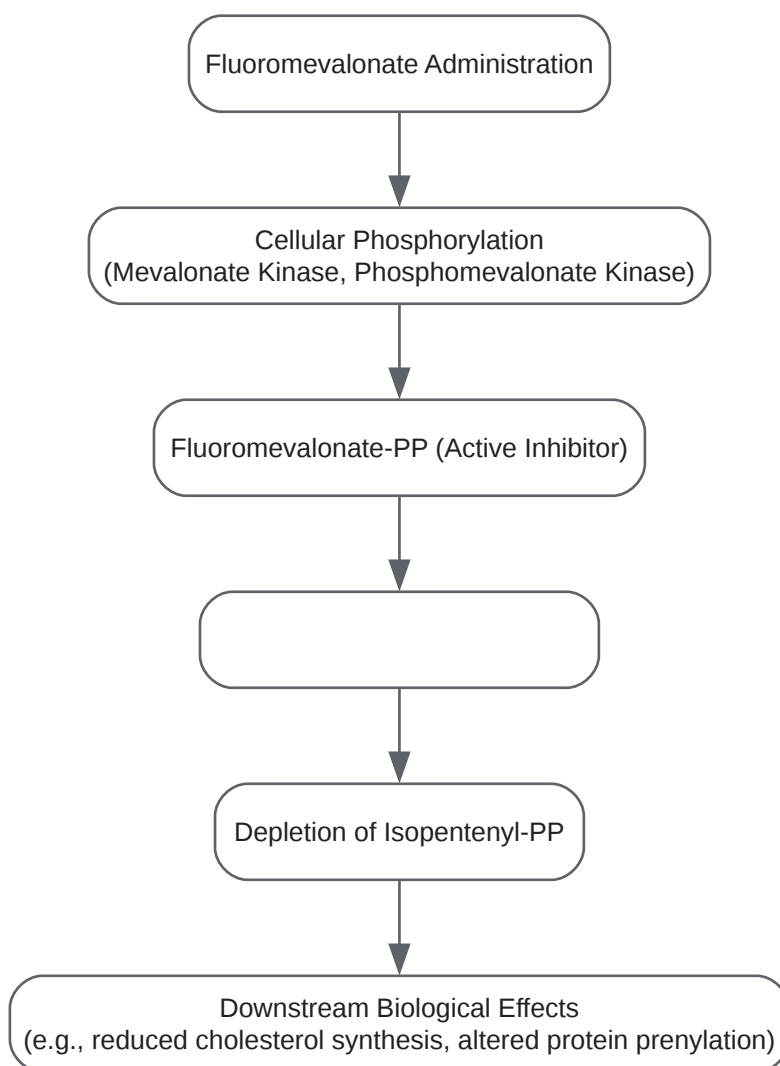 Fluoromevalonate Administration
Cellular Phosphorylation
(Mevalonate Kinase, Phosphomevalonate Kinase)
Fluoromevalonate-PP (Active Inhibitor)
Depletion of Isopentenyl-PP
Downstream Biological Effects
(e.g., reduced cholesterol synthesis, altered protein prenylation)